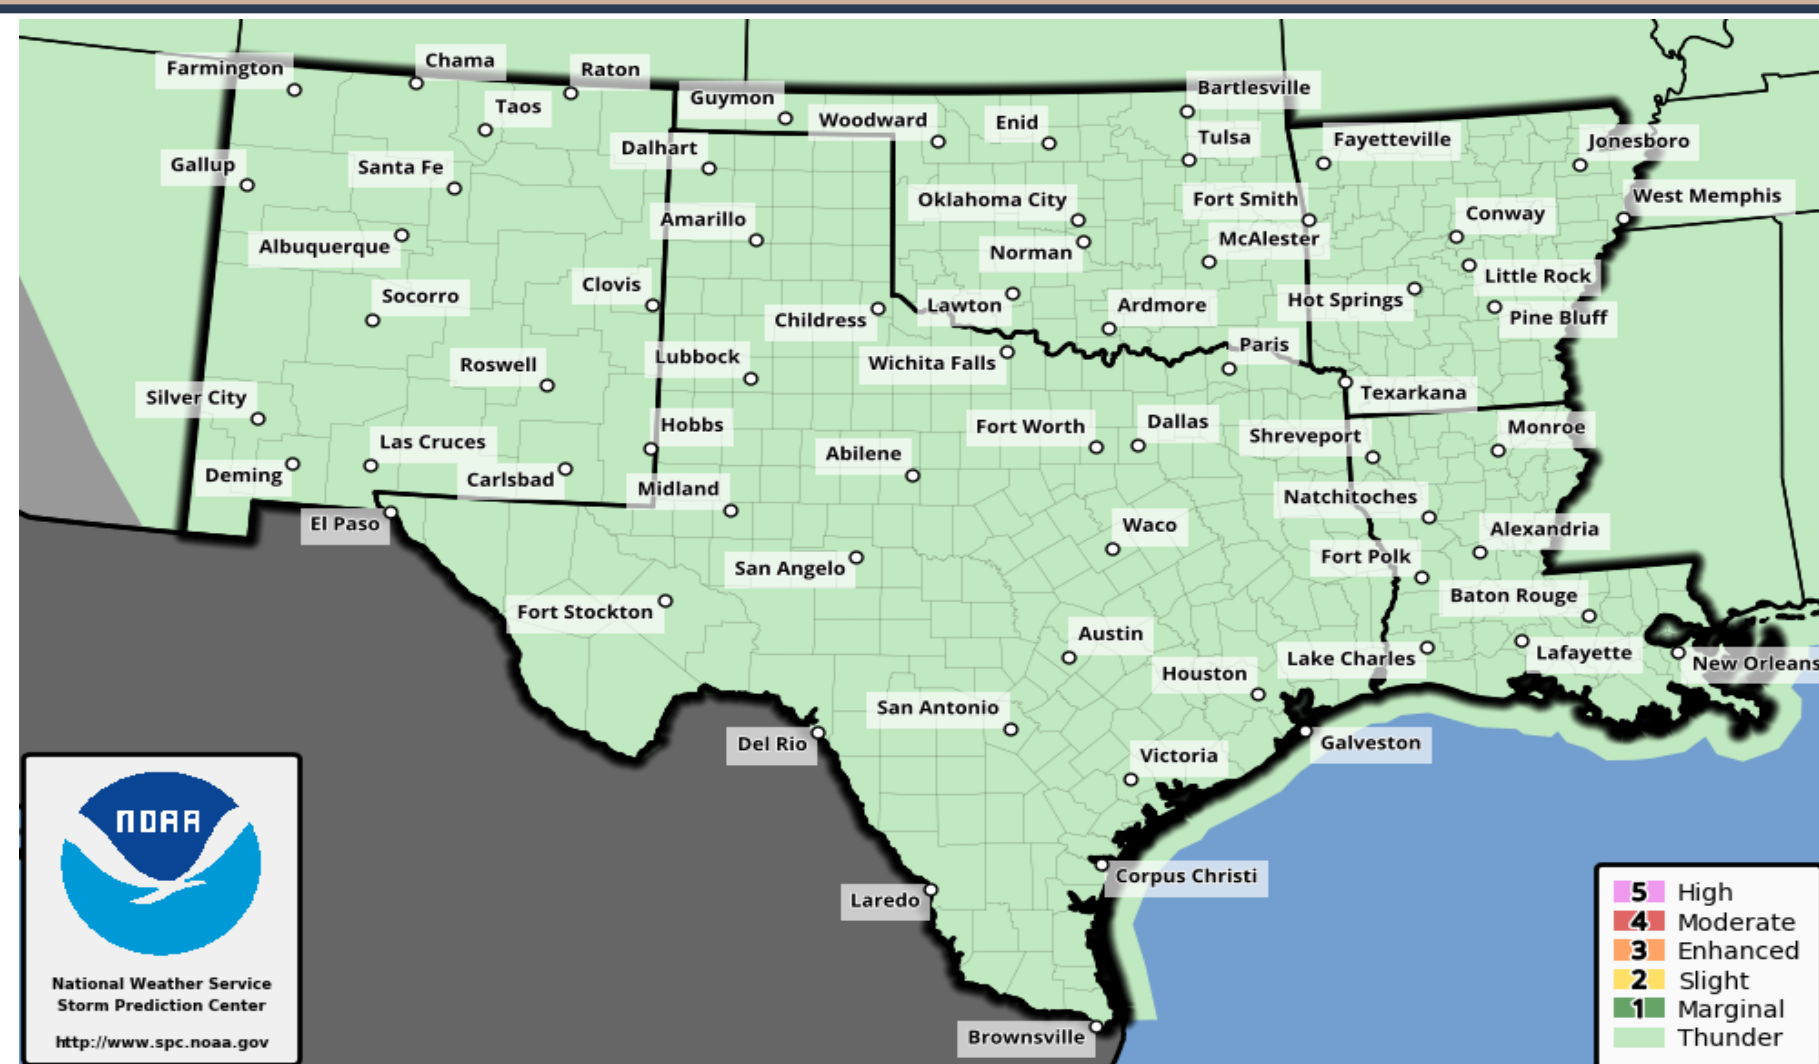 Farmington
Chama
Raton
Guymon
Bartlesville
Taos
Woodward
Enid
Tulsa
Fayetteville
Jonesboro
Gallup
Santa Fe
Dalhart
Oklahoma City
Fort Smith
West Memphis
Albuquerque
Amarillo
Norman
McAlester
Conway
Socorro
Clovis
Childress
Lawton
Ardmore
Hot Springs
Little Rock
Pine Bluff
Roswell
Lubbock
Wichita Falls
Paris
Silver City
Texarkana
Las Cruces
Hobbs
Fort Worth
Dallas
Shreveport
Monroe
Deming
Carlsbad
Midland
Abilene
Natchitoches
El Paso
Waco
Alexandria
San Angelo
Fort Polk
Fort Stockton
Baton Rouge
Austin
Lake Charles
Lafayette
New Orleans
Houston
San Antonio
Del Rio
Galveston
Victoria
Corpus Christi
Laredo
Brownsville
NOAA
National Weather Service
Storm Prediction Center
http://www.spc.noaa.gov
5 High
4 Moderate
3 Enhanced
2 Slight
1 Marginal
Thunder